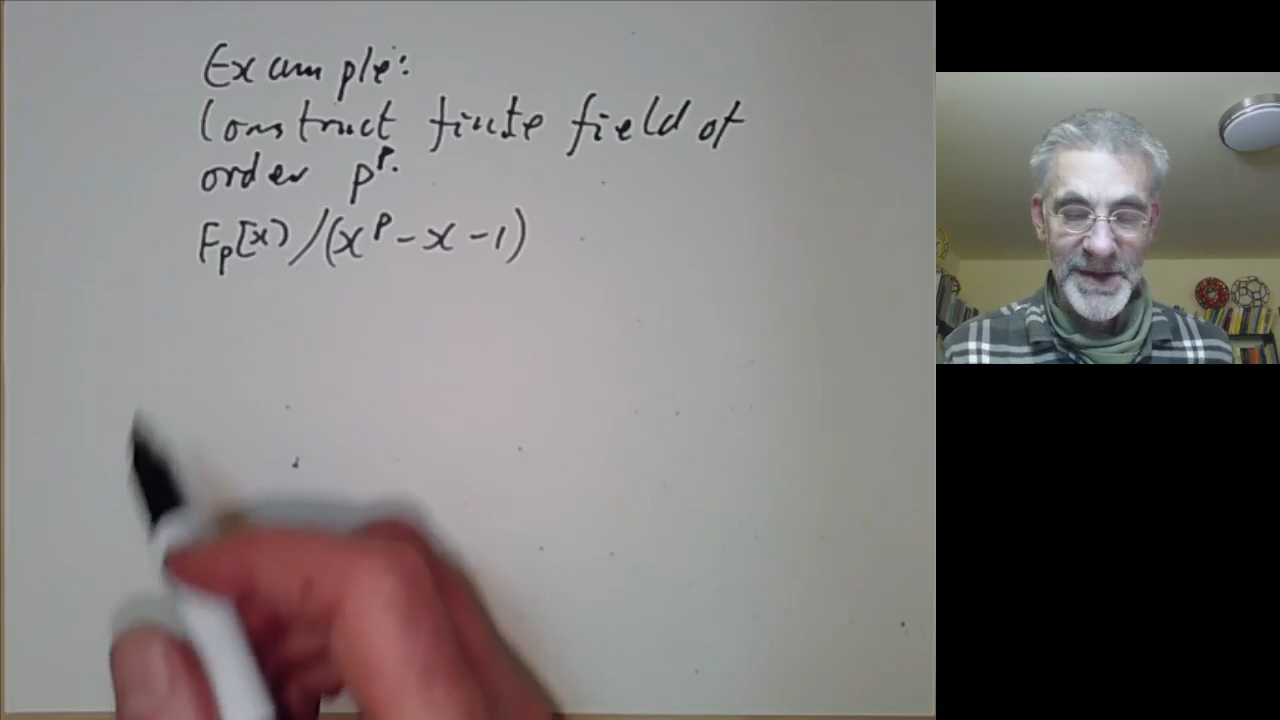 Example:
Construct finite field of
order p^p.
F_p[x]/(x^p - x - 1)